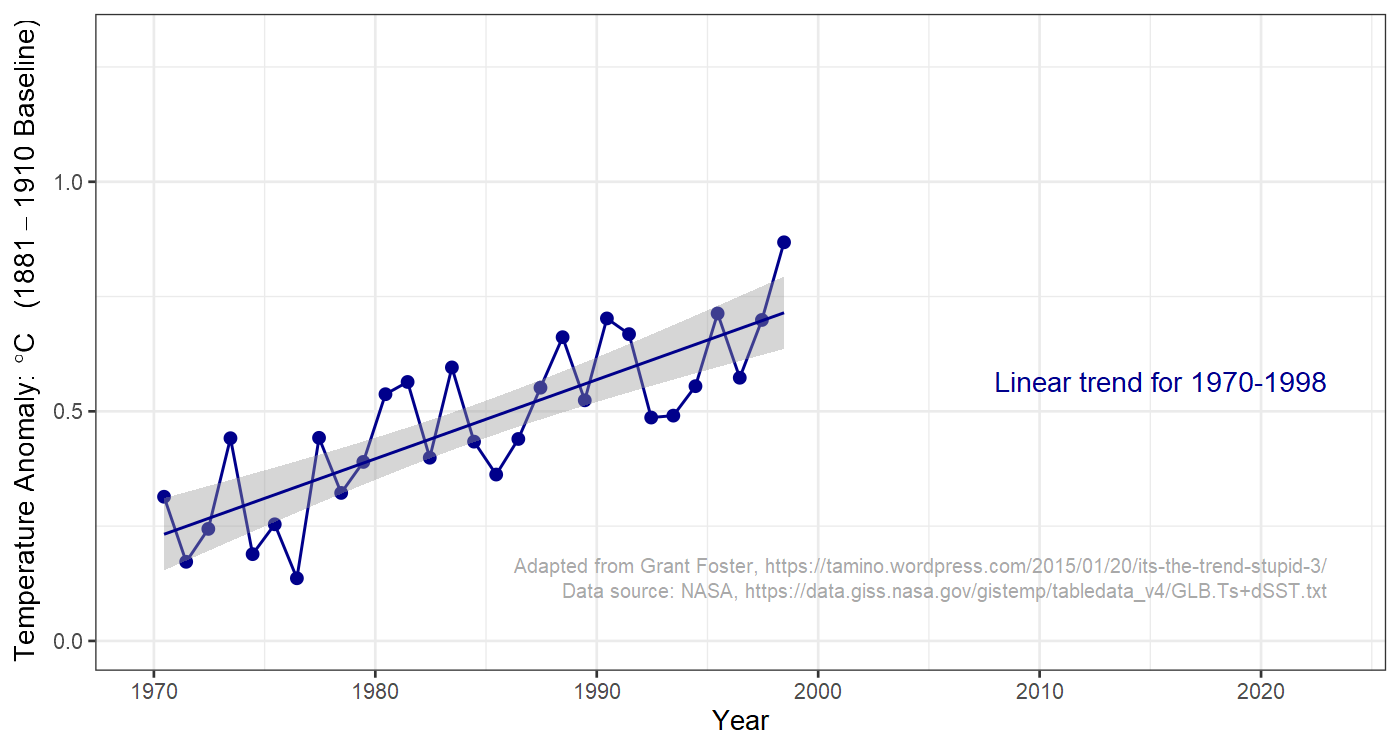 Temperature Anomaly: °C (1881 – 1910 Baseline)
1.0
0.5
0.0
Linear trend for 1970-1998
Adapted from Grant Foster, https://tamino.wordpress.com/2015/01/20/its-the-trend-stupid-3/
Data source: NASA, https://data.giss.nasa.gov/gistemp/tabledata_v4/GLB.Ts+dSST.txt
1970 1980 1990 2000 2010 2020
Year